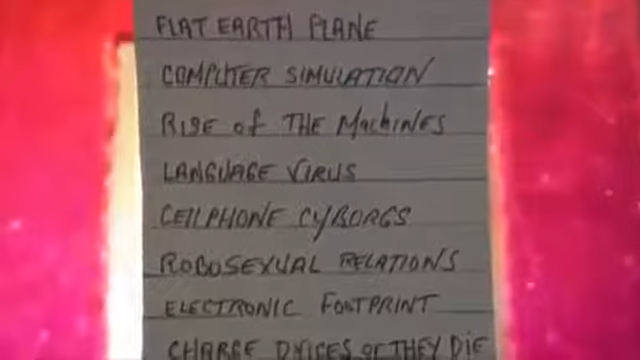 FLAT EARTH PLANE
COMPUTER SIMULATION
RISE of THE MACHINES
LANGUAGE VIRUS
CELLPHONE CYBORGS
ROBOSEXUAL RELATIONS
ELECTRONIC FOOTPRINT
CHARGE OR THEY DIE